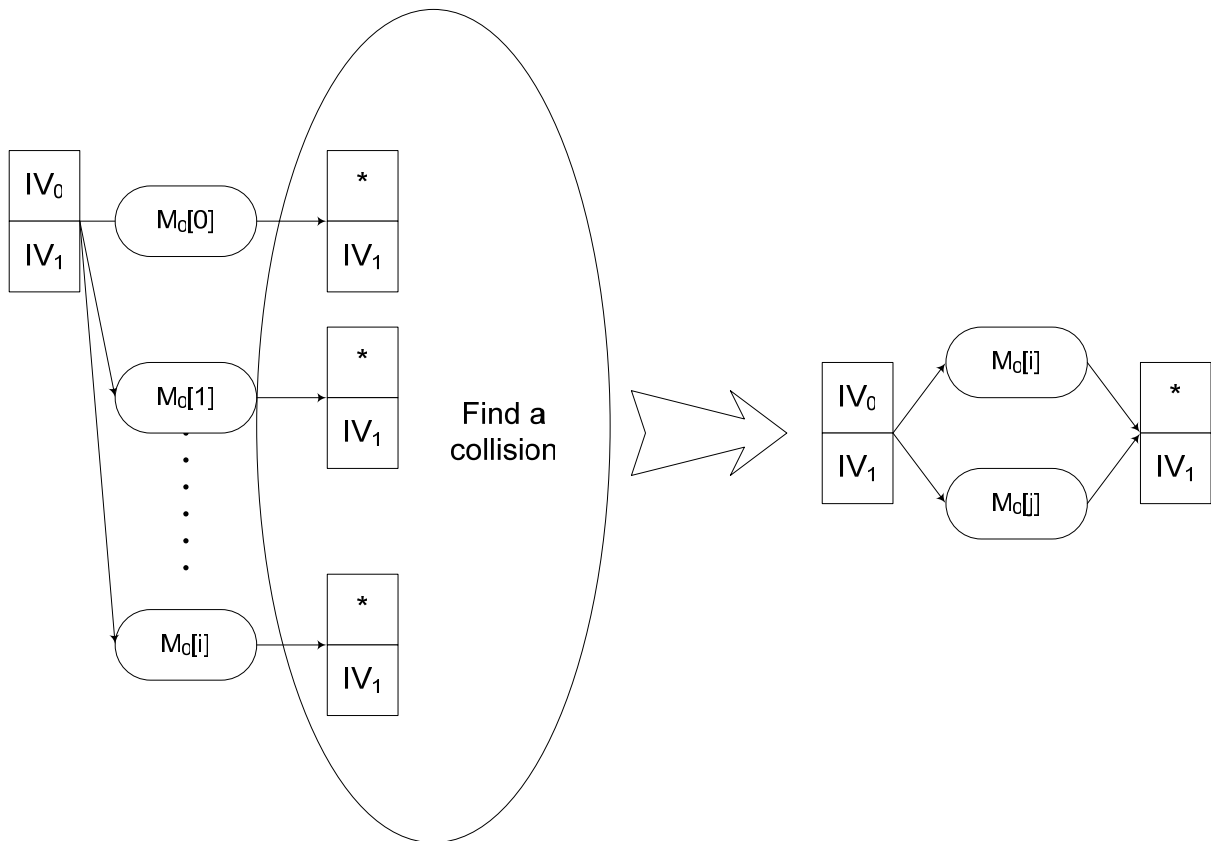 IV₀
IV₁
M₀[0]
*
IV₁
M₀[1]
*
IV₁
M₀[i]
*
IV₁
Find a
collision
IV₀
IV₁
M₀[i]
M₀[j]
*
IV₁